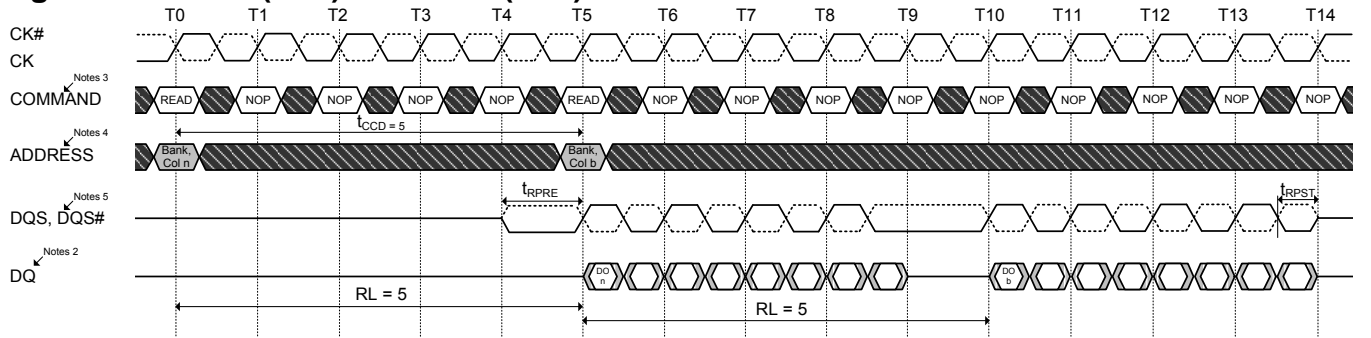 T0 T1 T2 T3 T4 T5 T6 T7 T8 T9 T10 T11 T12 T13 T14
CK#
CK
Notes 3
COMMAND READ NOP NOP NOP NOP READ NOP NOP NOP NOP NOP NOP NOP NOP NOP
tCCD = 5
Notes 4
ADDRESS Bank, Col n Bank, Col b
tRPRE tRPST
Notes 5
DQS, DQS#
Notes 2
DQ DO n DO b
RL = 5
RL = 5